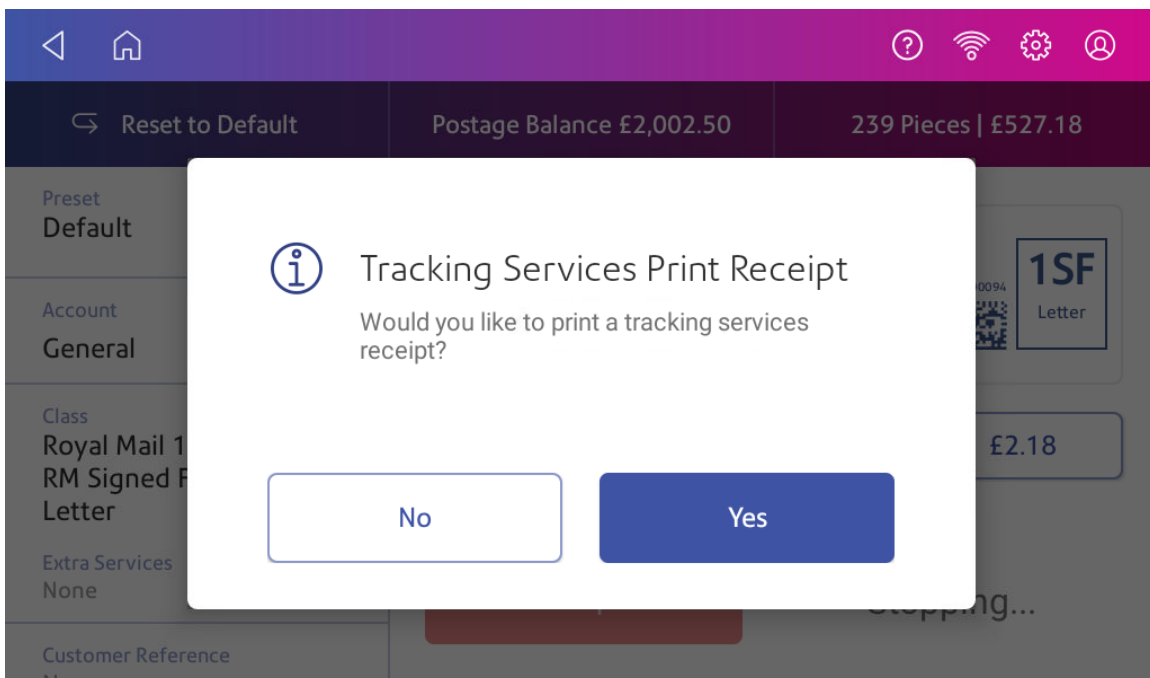 Reset to Default
Postage Balance £2,002.50
239 Pieces | £527.18
Preset
Default
Account
General
Class
Royal Mail 1
RM Signed F
Letter
Extra Services
None
Customer Reference
Tracking Services Print Receipt
Would you like to print a tracking services
receipt?
No
Yes
0094
1SF
Letter
£2.18